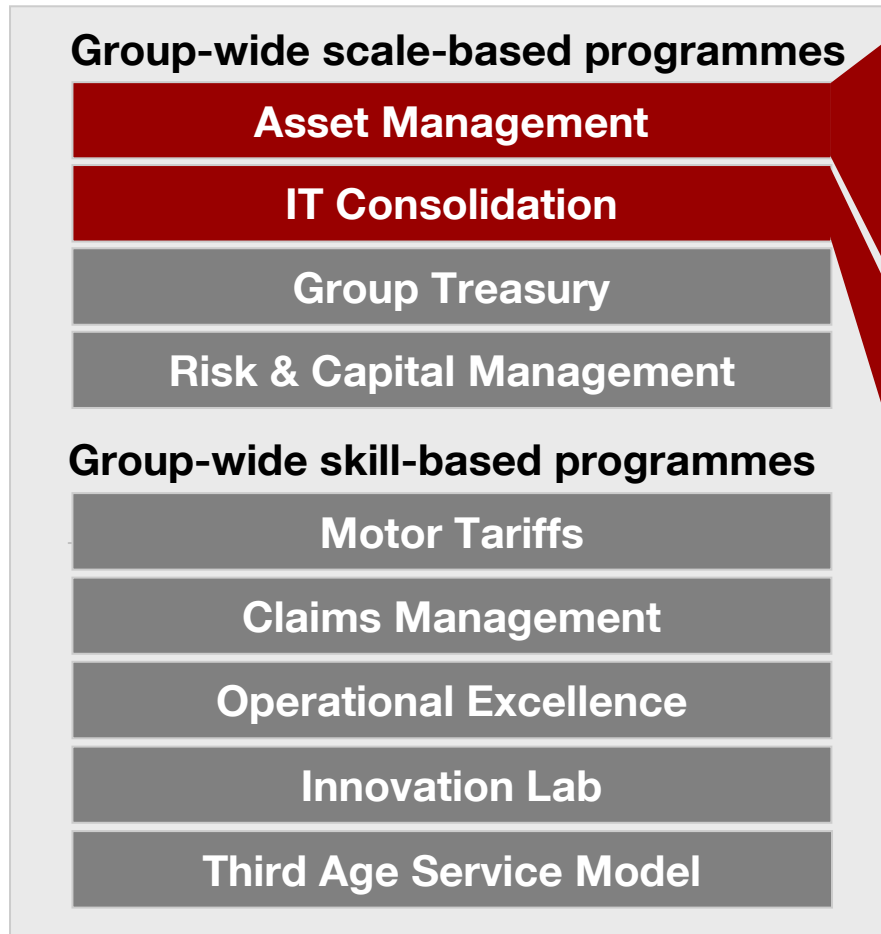 Group-wide scale-based programmes
Asset Management
IT Consolidation
Group Treasury
Risk & Capital Management
Group-wide skill-based programmes
Motor Tariffs
Claims Management
Operational Excellence
Innovation Lab
Third Age Service Model